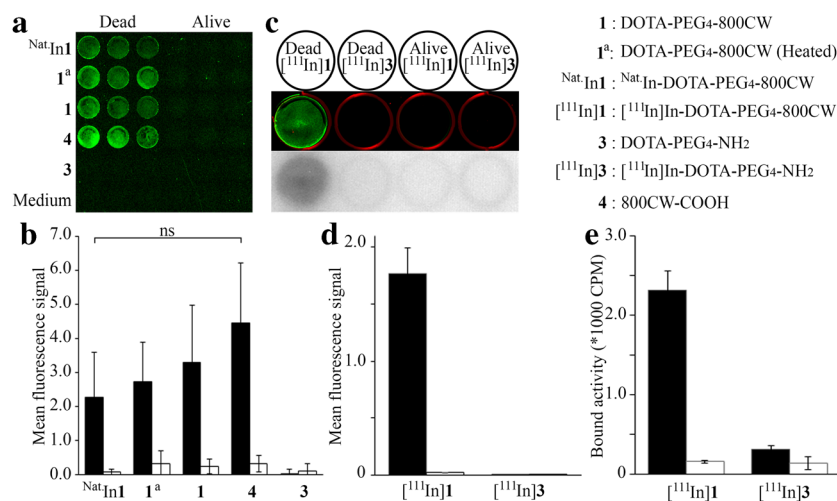 a
Dead Alive
Nat.In1
1a
1
4
3
Medium
c
Dead [111In]1
Dead [111In]3
Alive [111In]1
Alive [111In]3
1 : DOTA-PEG4-800CW
1a: DOTA-PEG4-800CW (Heated)
Nat.In1 : Nat.In-DOTA-PEG4-800CW
[111In]1 : [111In]In-DOTA-PEG4-800CW
3 : DOTA-PEG4-NH2
[111In]3 : [111In]In-DOTA-PEG4-NH2
4 : 800CW-COOH
b
ns
Mean fluorescence signal
7.0
6.0
5.0
4.0
3.0
2.0
1.0
0.0
Nat.In1 1a 1 4 3
d
Mean fluorescence signal
2.0
1.0
0
[111In]1 [111In]3
e
Bound activity (*1000 CPM)
3.0
2.0
1.0
0
[111In]1 [111In]3